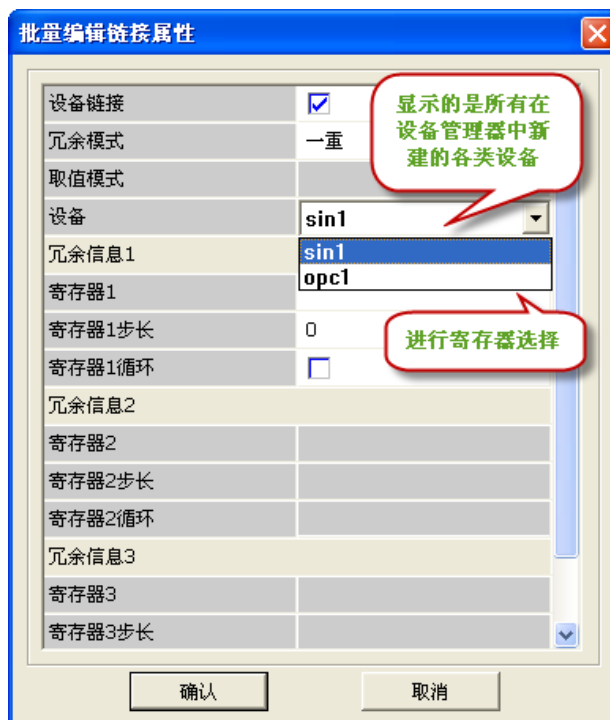 批量编辑链接属性
设备链接
冗余模式
一重
取值模式
设备
sin1
sin1
opc1
冗余信息1
寄存器1
寄存器1步长
0
寄存器1循环
冗余信息2
寄存器2
寄存器2步长
寄存器2循环
冗余信息3
寄存器3
寄存器3步长
显示的是所有在
设备管理器中新
建的各类设备
进行寄存器选择
确认
取消